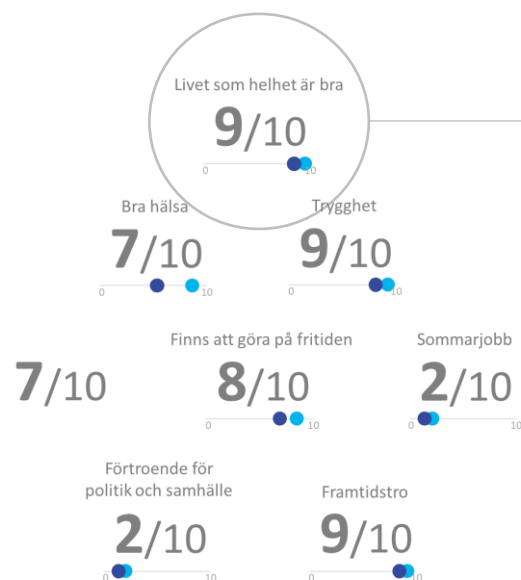 Livet som helhet är bra
9/10
0 10
Bra hälsa Trygghet
7/10 9/10
0 10 0 10
Finns att göra på fritiden Sommarjobb
7/10 8/10 2/10
0 10 0 10
Förtroende för
politik och samhälle Framtidstro
2/10 9/10
0 10 0 10